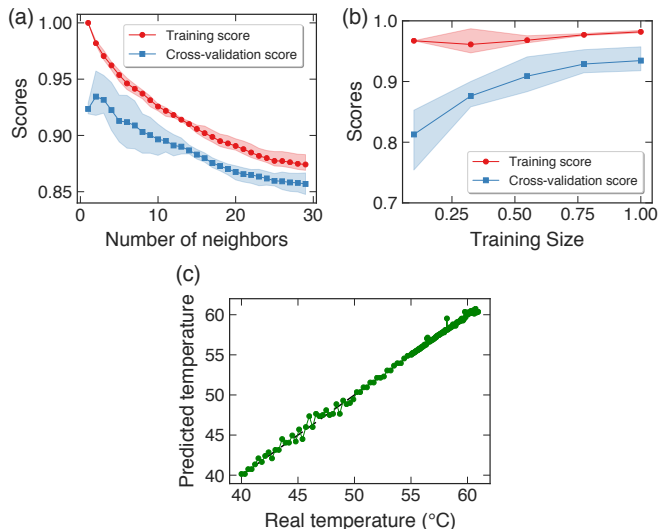 (a)
1.00
0.95
0.90
0.85
Scores
Training score
Cross-validation score
0
10
20
30
Number of neighbors
(b)
1.0
0.9
0.8
0.7
Scores
Training score
Cross-validation score
0.25
0.50
0.75
1.00
Training Size
(c)
60
55
50
45
40
Predicted temperature
40
45
50
55
60
Real temperature (°C)